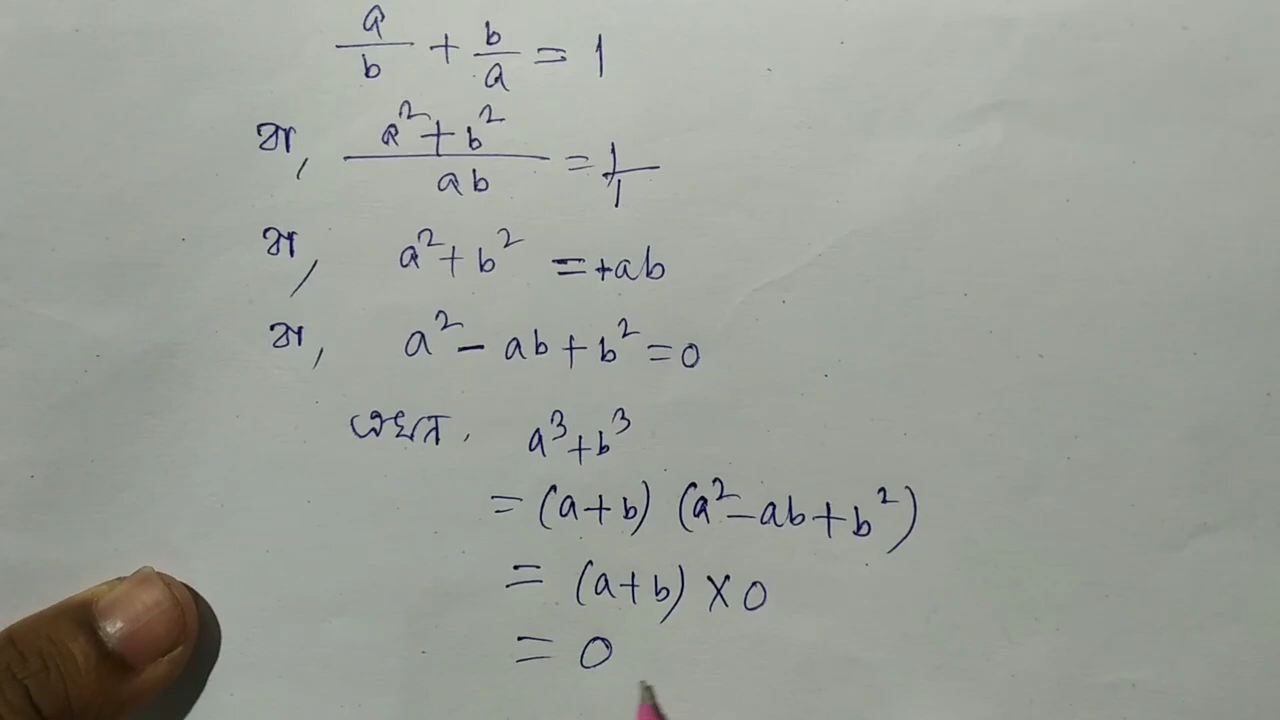 a/b + b/a = 1
বা, (a² + b²)/ab = 1/1
বা, a² + b² = +ab
বা, a² - ab + b² = 0
এখন, a³ + b³
= (a + b) (a² - ab + b²)
= (a + b) × 0
= 0